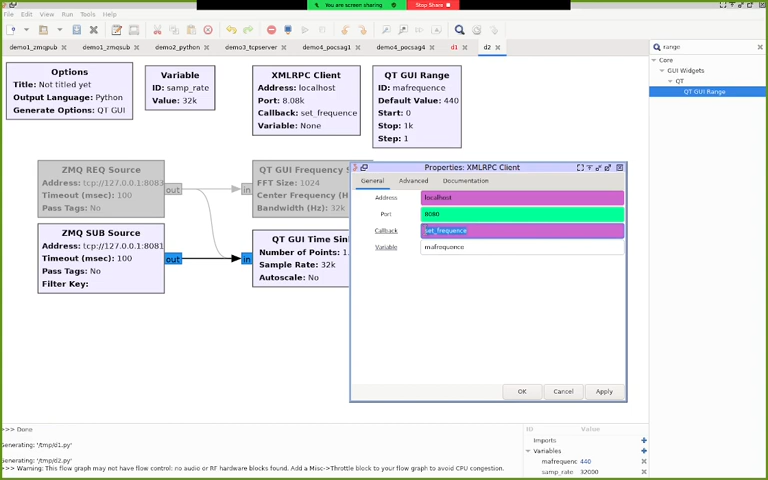 You are screen sharing
Stop Share
File Edit View Run Tools Help
demo1_zmqpub
demo1_zmqsub
demo2_python
demo3_tcpserver
demo4_pocsag1
demo4_pocsag4
d1
d2
range
Core
GUI Widgets
QT
QT GUI Range
Options
Title: Not titled yet
Output Language: Python
Generate Options: QT GUI
Variable
ID: samp_rate
Value: 32k
XMLRPC Client
Address: localhost
Port: 8.08k
Callback: set_frequence
Variable: None
QT GUI Range
ID: mafrequence
Default Value: 440
Start: 0
Stop: 1k
Step: 1
ZMQ REQ Source
Address: tcp://127.0.0.1:8083
Timeout (msec): 100
Pass Tags: No
out
in
QT GUI Frequency S
FFT Size: 1024
Center Frequency (H
Bandwidth (Hz): 32k
ZMQ SUB Source
Address: tcp://127.0.0.1:8081
Timeout (msec): 100
Pass Tags: No
Filter Key:
out
in
QT GUI Time Sin
Number of Points: 1.
Sample Rate: 32k
Autoscale: No
Properties: XMLRPC Client
General
Advanced
Documentation
Address localhost
Port 8080
Callback set_frequence
Variable mafrequence
OK
Cancel
Apply
>>> Done
Generating: '/tmp/d1.py'
Generating: '/tmp/d2.py'
>>> Warning: This flow graph may not have flow control: no audio or RF hardware blocks found. Add a Misc->Throttle block to your flow graph to avoid CPU congestion.
ID Value
Imports
Variables
mafrequenc 440
samp_rate 32000